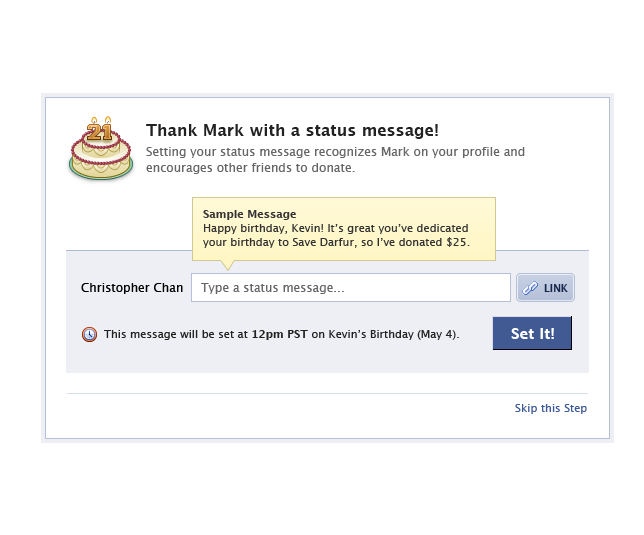 21
Thank Mark with a status message!
Setting your status message recognizes Mark on your profile and
encourages other friends to donate.
Sample Message
Happy birthday, Kevin! It's great you've dedicated
your birthday to Save Darfur, so I've donated $25.
Christopher Chan
Type a status message...
LINK
This message will be set at 12pm PST on Kevin's Birthday (May 4).
Set It!
Skip this Step